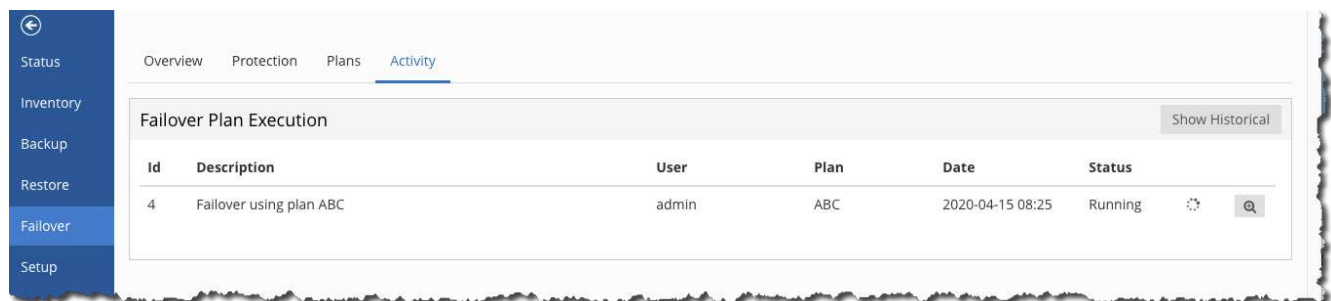 Status
Inventory
Backup
Restore
Failover
Setup
Overview Protection Plans Activity
Failover Plan Execution Show Historical
Id Description User Plan Date Status
4 Failover using plan ABC admin ABC 2020-04-15 08:25 Running